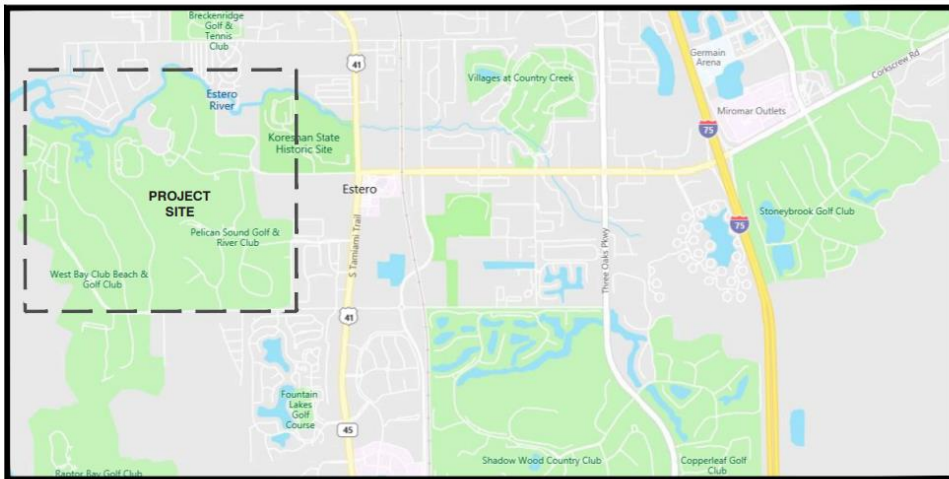 Breckenridge
Golf &
Tennis
Club
41
Germain
Arena
Corkscrew Rd
Villages at Country Creek
Estero
River
Miromar Outlets
75
Koreshan State
Historic Site
Estero
PROJECT
SITE
Stoneybrook Golf Club
75
Pelican Sound Golf &
River Club
S Tamiami Trail
Three Oaks Pkwy
West Bay Club Beach &
Golf Club
41
Fountain
Lakes
Golf
Course
45
Shadow Wood Country Club
Copperleaf Golf
Club
Raptor Bay Golf Club